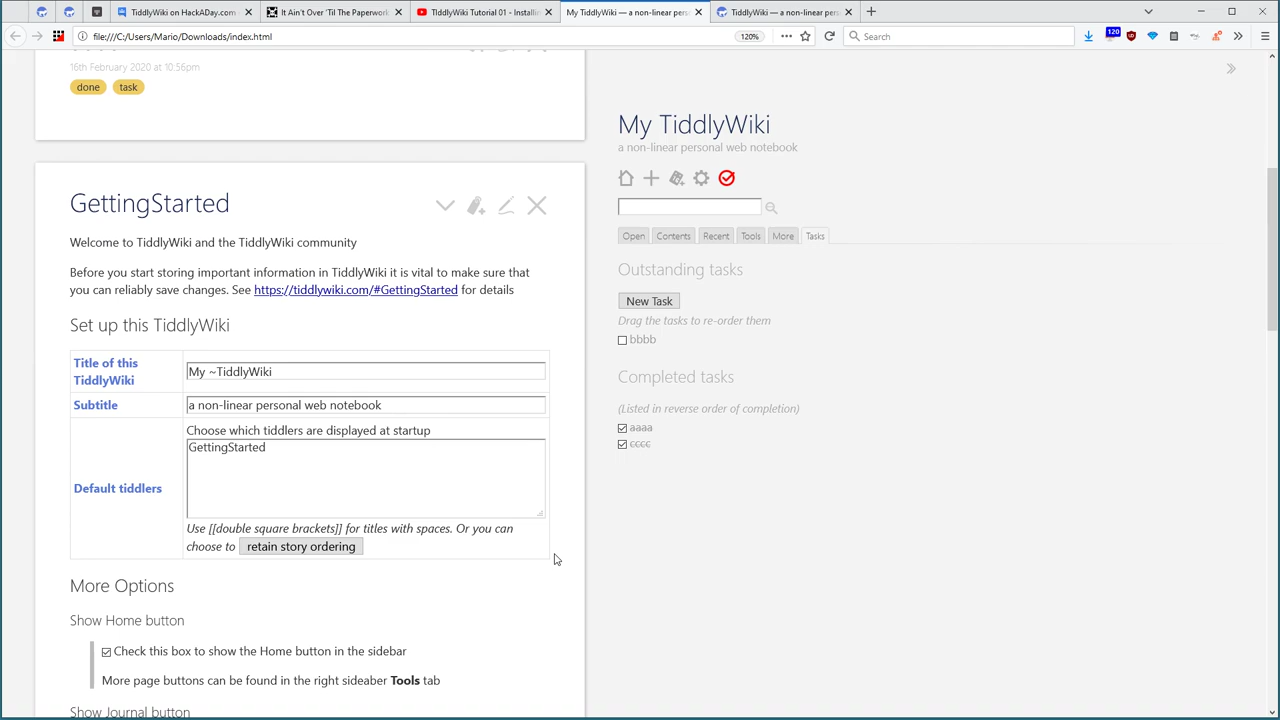 TiddlyWiki on HackADay.com -
It Ain't Over 'Til The Paperwork
TiddlyWiki Tutorial 01 - Installin
My TiddlyWiki — a non-linear pers
TiddlyWiki — a non-linear pers
file:///C:/Users/Mario/Downloads/index.html
120%
Search
120
16th February 2020 at 10:56pm
done task
GettingStarted
Welcome to TiddlyWiki and the TiddlyWiki community
Before you start storing important information in TiddlyWiki it is vital to make sure that
you can reliably save changes. See https://tiddlywiki.com/#GettingStarted for details
Set up this TiddlyWiki
Title of this
TiddlyWiki
My ~TiddlyWiki
Subtitle
a non-linear personal web notebook
Default tiddlers
Choose which tiddlers are displayed at startup
GettingStarted
Use [[double square brackets]] for titles with spaces. Or you can
choose to retain story ordering
More Options
Show Home button
Check this box to show the Home button in the sidebar
More page buttons can be found in the right sideaber Tools tab
Show Journal button
My TiddlyWiki
a non-linear personal web notebook
Open Contents Recent Tools More Tasks
Outstanding tasks
New Task
Drag the tasks to re-order them
bbbb
Completed tasks
(Listed in reverse order of completion)
aaaa
cccc